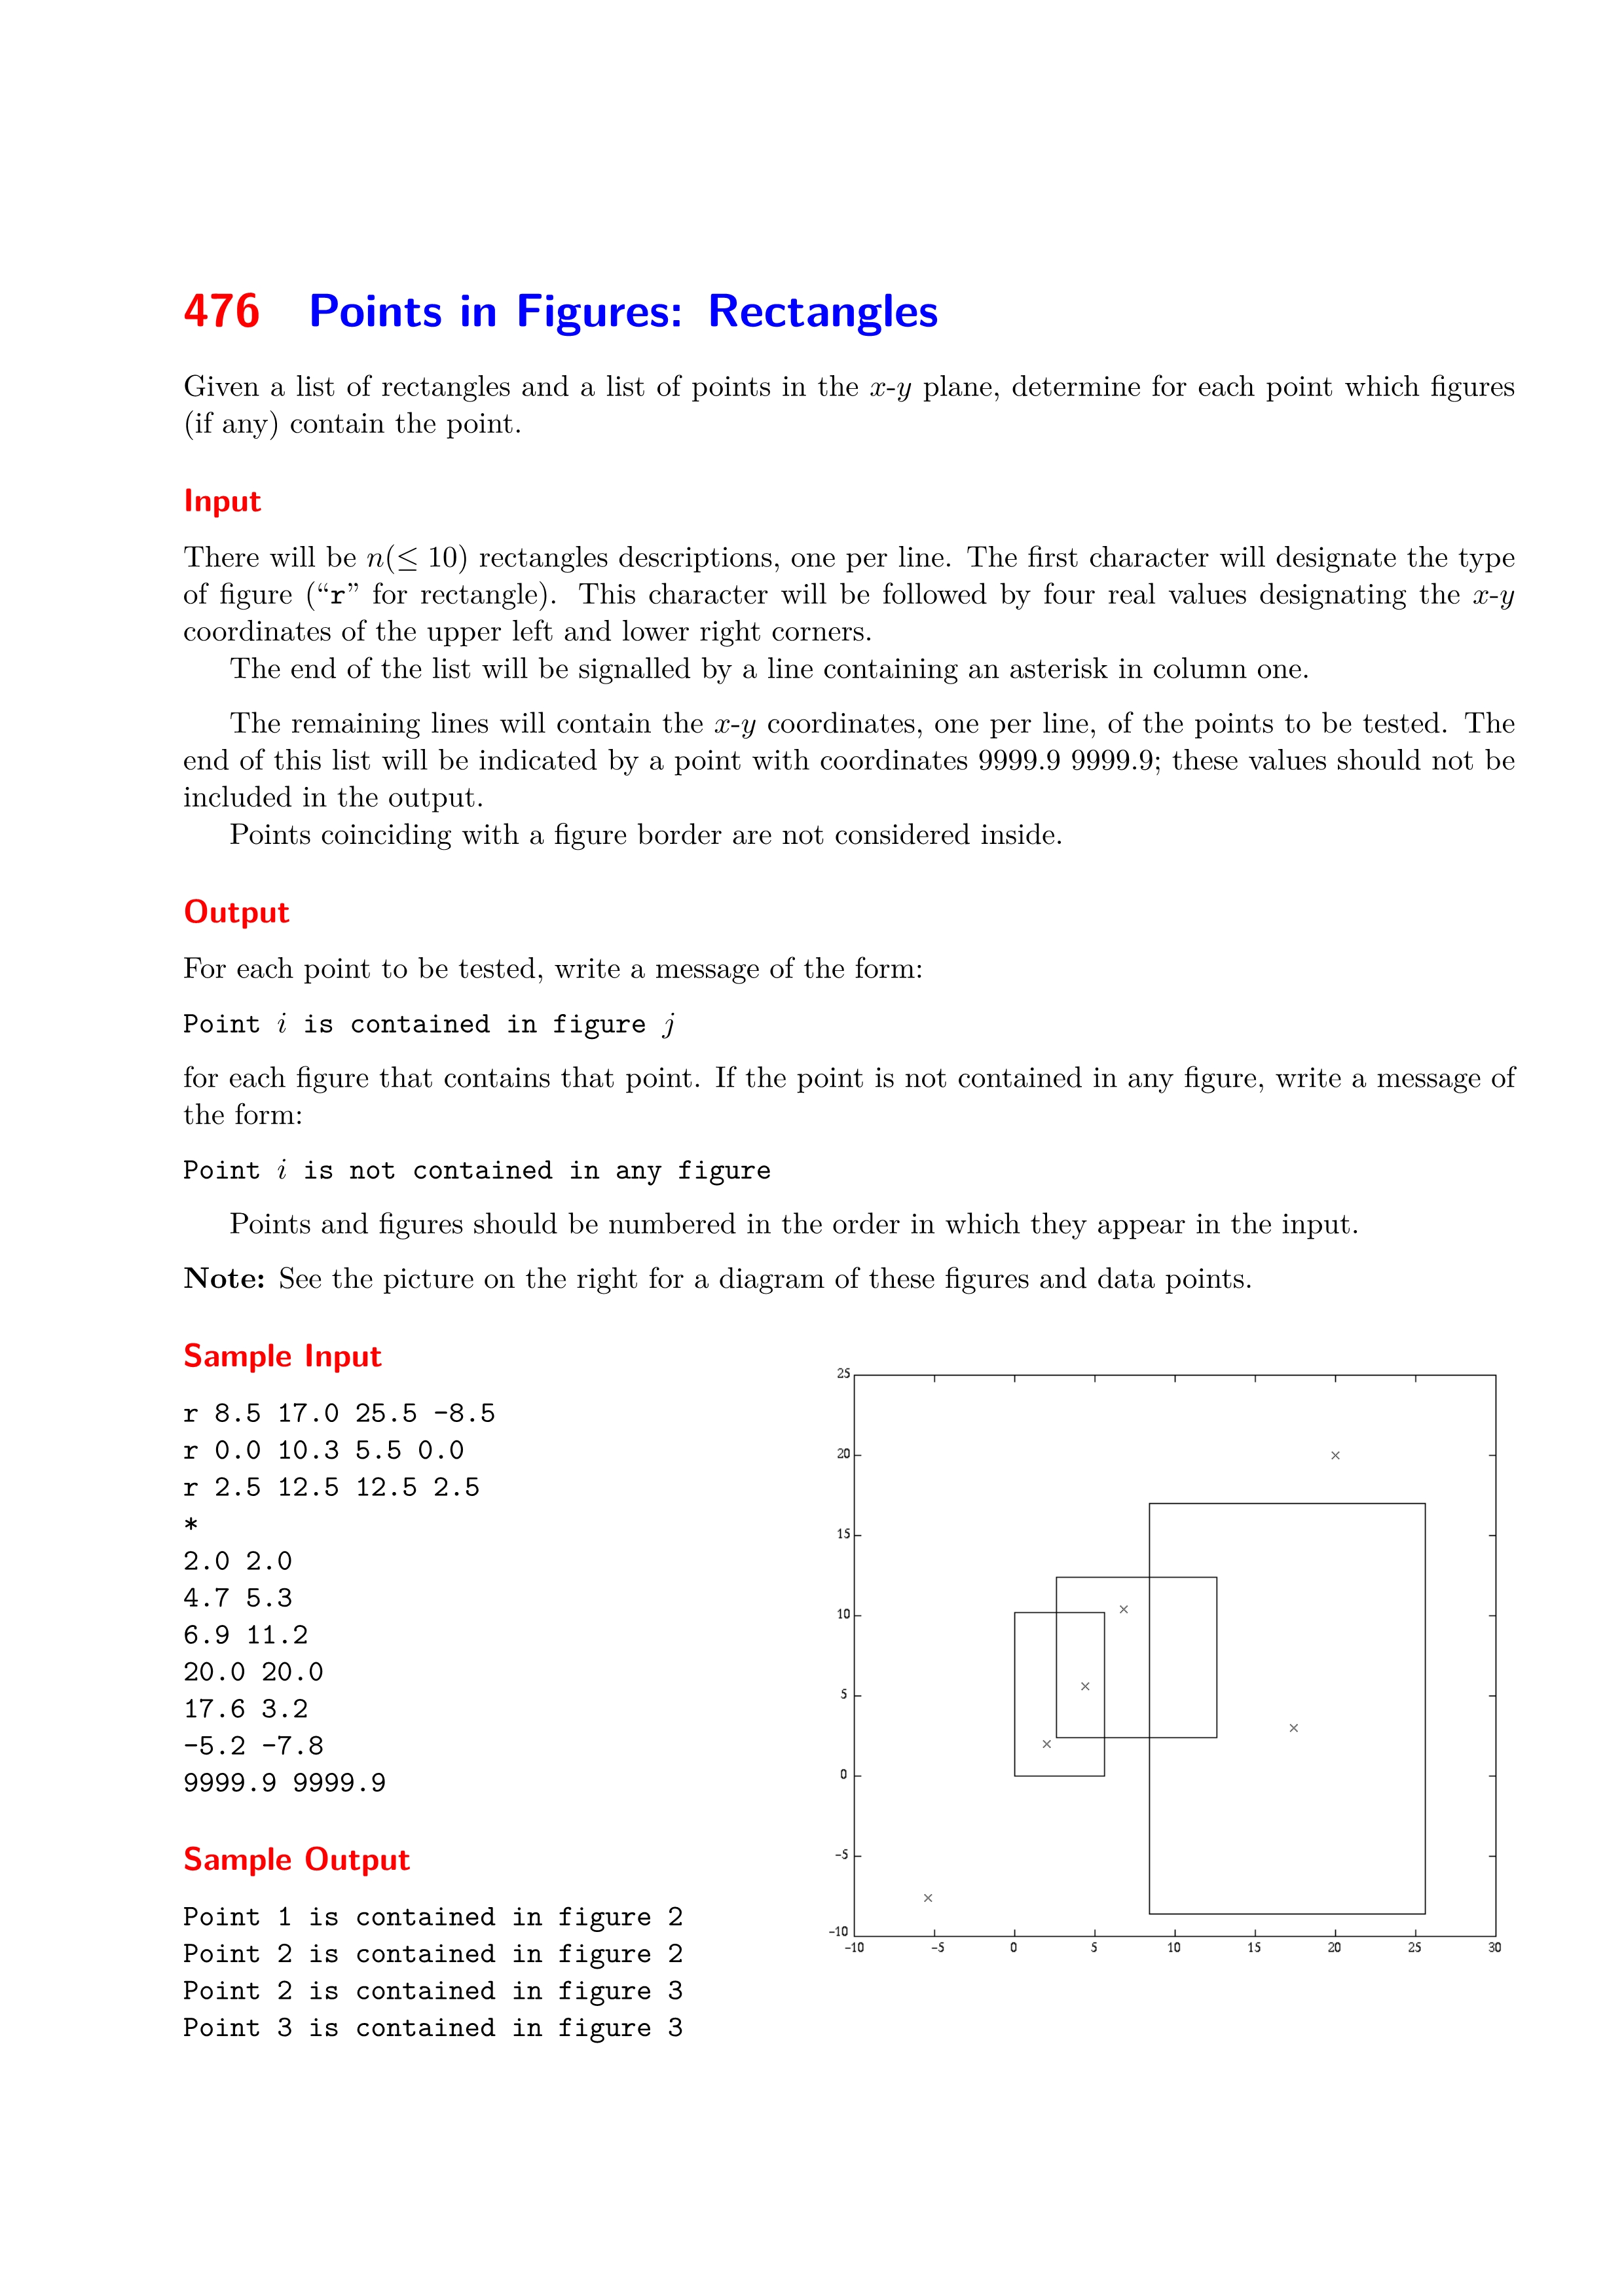 476 Points in Figures: Rectangles
Given a list of rectangles and a list of points in the x-y plane, determine for each point which figures
(if any) contain the point.
Input
There will be n(≤ 10) rectangles descriptions, one per line. The first character will designate the type
of figure (“r” for rectangle). This character will be followed by four real values designating the x-y
coordinates of the upper left and lower right corners.
The end of the list will be signalled by a line containing an asterisk in column one.
The remaining lines will contain the x-y coordinates, one per line, of the points to be tested. The
end of this list will be indicated by a point with coordinates 9999.9 9999.9; these values should not be
included in the output.
Points coinciding with a figure border are not considered inside.
Output
For each point to be tested, write a message of the form:
Point i is contained in figure j
for each figure that contains that point. If the point is not contained in any figure, write a message of
the form:
Point i is not contained in any figure
Points and figures should be numbered in the order in which they appear in the input.
Note: See the picture on the right for a diagram of these figures and data points.
Sample Input
r 8.5 17.0 25.5 -8.5
r 0.0 10.3 5.5 0.0
r 2.5 12.5 12.5 2.5
*
2.0 2.0
4.7 5.3
6.9 11.2
20.0 20.0
17.6 3.2
-5.2 -7.8
9999.9 9999.9
Sample Output
Point 1 is contained in figure 2
Point 2 is contained in figure 2
Point 2 is contained in figure 3
Point 3 is contained in figure 3
25
20
15
10
5
0
-5
-10
-10 -5 0 5 10 15 20 25 30